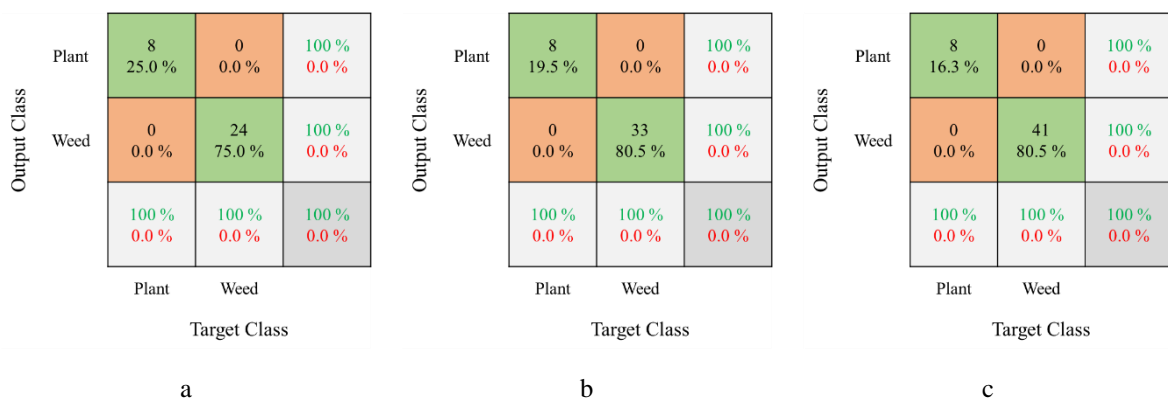 Output Class
Plant
8
25.0 %
0
0.0 %
100 %
0.0 %
Weed
0
0.0 %
24
75.0 %
100 %
0.0 %
100 %
0.0 %
100 %
0.0 %
100 %
0.0 %
Plant
Weed
Target Class
a
Output Class
Plant
8
19.5 %
0
0.0 %
100 %
0.0 %
Weed
0
0.0 %
33
80.5 %
100 %
0.0 %
100 %
0.0 %
100 %
0.0 %
100 %
0.0 %
Plant
Weed
Target Class
b
Output Class
Plant
8
16.3 %
0
0.0 %
100 %
0.0 %
Weed
0
0.0 %
41
80.5 %
100 %
0.0 %
100 %
0.0 %
100 %
0.0 %
100 %
0.0 %
Plant
Weed
Target Class
c